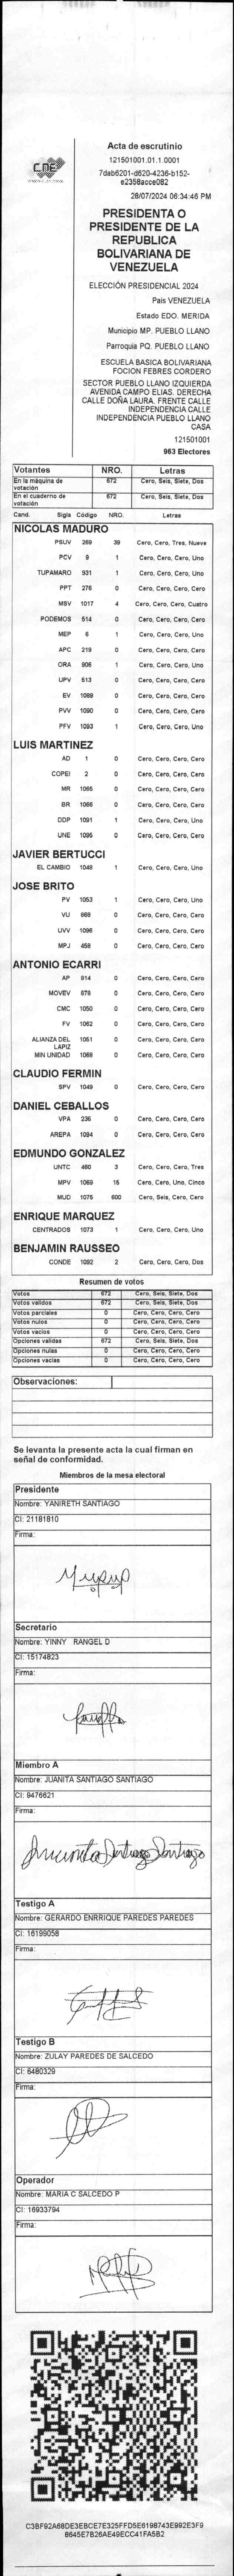 Acta de escrutinio
121501001.01.1.0001
7dab6201-d620-4236-b152-
e2358acce082
28/07/2024 06:34:46 PM
CNE
PRESIDENTA O
PRESIDENTE DE LA
REPUBLICA
BOLIVARIANA DE
VENEZUELA
ELECCIÓN PRESIDENCIAL 2024
Pais VENEZUELA
Estado EDO. MERIDA
Municipio MP. PUEBLO LLANO
Parroquia PQ. PUEBLO LLANO
ESCUELA BASICA BOLIVARIANA
FOCION FEBRES CORDERO
SECTOR PUEBLO LLANO IZQUIERDA
AVENIDA CAMPO ELIAS. DERECHA
CALLE DOÑA LAURA. FRENTE CALLE
INDEPENDENCIA CALLE
INDEPENDENCIA PUEBLO LLANO
CASA
121501001
963 Electores
Votantes NRO. Letras
En la máquina de votación 672 Cero, Seis, Siete, Dos
En el cuaderno de votación 672 Cero, Seis, Siete, Dos
Cand. Sigla Código NRO. Letras
NICOLAS MADURO
PSUV 269 39 Cero, Cero, Tres, Nueve
PCV 9 1 Cero, Cero, Cero, Uno
TUPAMARO 931 1 Cero, Cero, Cero, Uno
PPT 276 0 Cero, Cero, Cero, Cero
MSV 1017 4 Cero, Cero, Cero, Cuatro
PODEMOS 514 0 Cero, Cero, Cero, Cero
MEP 6 1 Cero, Cero, Cero, Uno
APC 219 0 Cero, Cero, Cero, Cero
ORA 906 1 Cero, Cero, Cero, Uno
UPV 513 0 Cero, Cero, Cero, Cero
EV 1089 0 Cero, Cero, Cero, Cero
PVV 1090 0 Cero, Cero, Cero, Cero
PFV 1093 1 Cero, Cero, Cero, Uno
LUIS MARTINEZ
AD 1 0 Cero, Cero, Cero, Cero
COPEI 2 0 Cero, Cero, Cero, Cero
MR 1065 0 Cero, Cero, Cero, Cero
BR 1066 0 Cero, Cero, Cero, Cero
DDP 1091 1 Cero, Cero, Cero, Uno
UNE 1095 0 Cero, Cero, Cero, Cero
JAVIER BERTUCCI
EL CAMBIO 1048 1 Cero, Cero, Cero, Uno
JOSE BRITO
PV 1053 1 Cero, Cero, Cero, Uno
VU 868 0 Cero, Cero, Cero, Cero
UVV 1096 0 Cero, Cero, Cero, Cero
MPJ 458 0 Cero, Cero, Cero, Cero
ANTONIO ECARRI
AP 914 0 Cero, Cero, Cero, Cero
MOVEV 878 0 Cero, Cero, Cero, Cero
CMC 1050 0 Cero, Cero, Cero, Cero
FV 1062 0 Cero, Cero, Cero, Cero
ALIANZA DEL LAPIZ 1051 0 Cero, Cero, Cero, Cero
MIN UNIDAD 1068 0 Cero, Cero, Cero, Cero
CLAUDIO FERMIN
SPV 1049 0 Cero, Cero, Cero, Cero
DANIEL CEBALLOS
VPA 236 0 Cero, Cero, Cero, Cero
AREPA 1094 0 Cero, Cero, Cero, Cero
EDMUNDO GONZALEZ
UNTC 460 3 Cero, Cero, Cero, Tres
MPV 1069 15 Cero, Cero, Uno, Cinco
MUD 1075 600 Cero, Seis, Cero, Cero
ENRIQUE MARQUEZ
CENTRADOS 1073 1 Cero, Cero, Cero, Uno
BENJAMIN RAUSSEO
CONDE 1092 2 Cero, Cero, Cero, Dos
Resumen de votos
Votos 672 Cero, Seis, Siete, Dos
Votos validos 672 Cero, Seis, Siete, Dos
Votos parciales 0 Cero, Cero, Cero, Cero
Votos nulos 0 Cero, Cero, Cero, Cero
Votos vacios 0 Cero, Cero, Cero, Cero
Opciones validas 672 Cero, Seis, Siete, Dos
Opciones nulas 0 Cero, Cero, Cero, Cero
Opciones vacias 0 Cero, Cero, Cero, Cero
Observaciones:
Se levanta la presente acta la cual firman en
señal de conformidad.
Miembros de la mesa electoral
Presidente
Nombre: YANIRETH SANTIAGO
CI: 21181810
Firma:
Secretario
Nombre: YINNY RANGEL D
CI: 15174823
Firma:
Miembro A
Nombre: JUANITA SANTIAGO SANTIAGO
CI: 9476621
Firma:
Juanita Santiago Santiago
Testigo A
Nombre: GERARDO ENRRIQUE PAREDES PAREDES
CI: 16199058
Firma:
Testigo B
Nombre: ZULAY PAREDES DE SALCEDO
CI: 6480329
Firma:
Operador
Nombre: MARIA C SALCEDO P
CI: 16933794
Firma:
C3BF92A68DE3EBCE7E325FFD5E6198743E992E3F9
8645E7B26AE49ECC41FA5B2